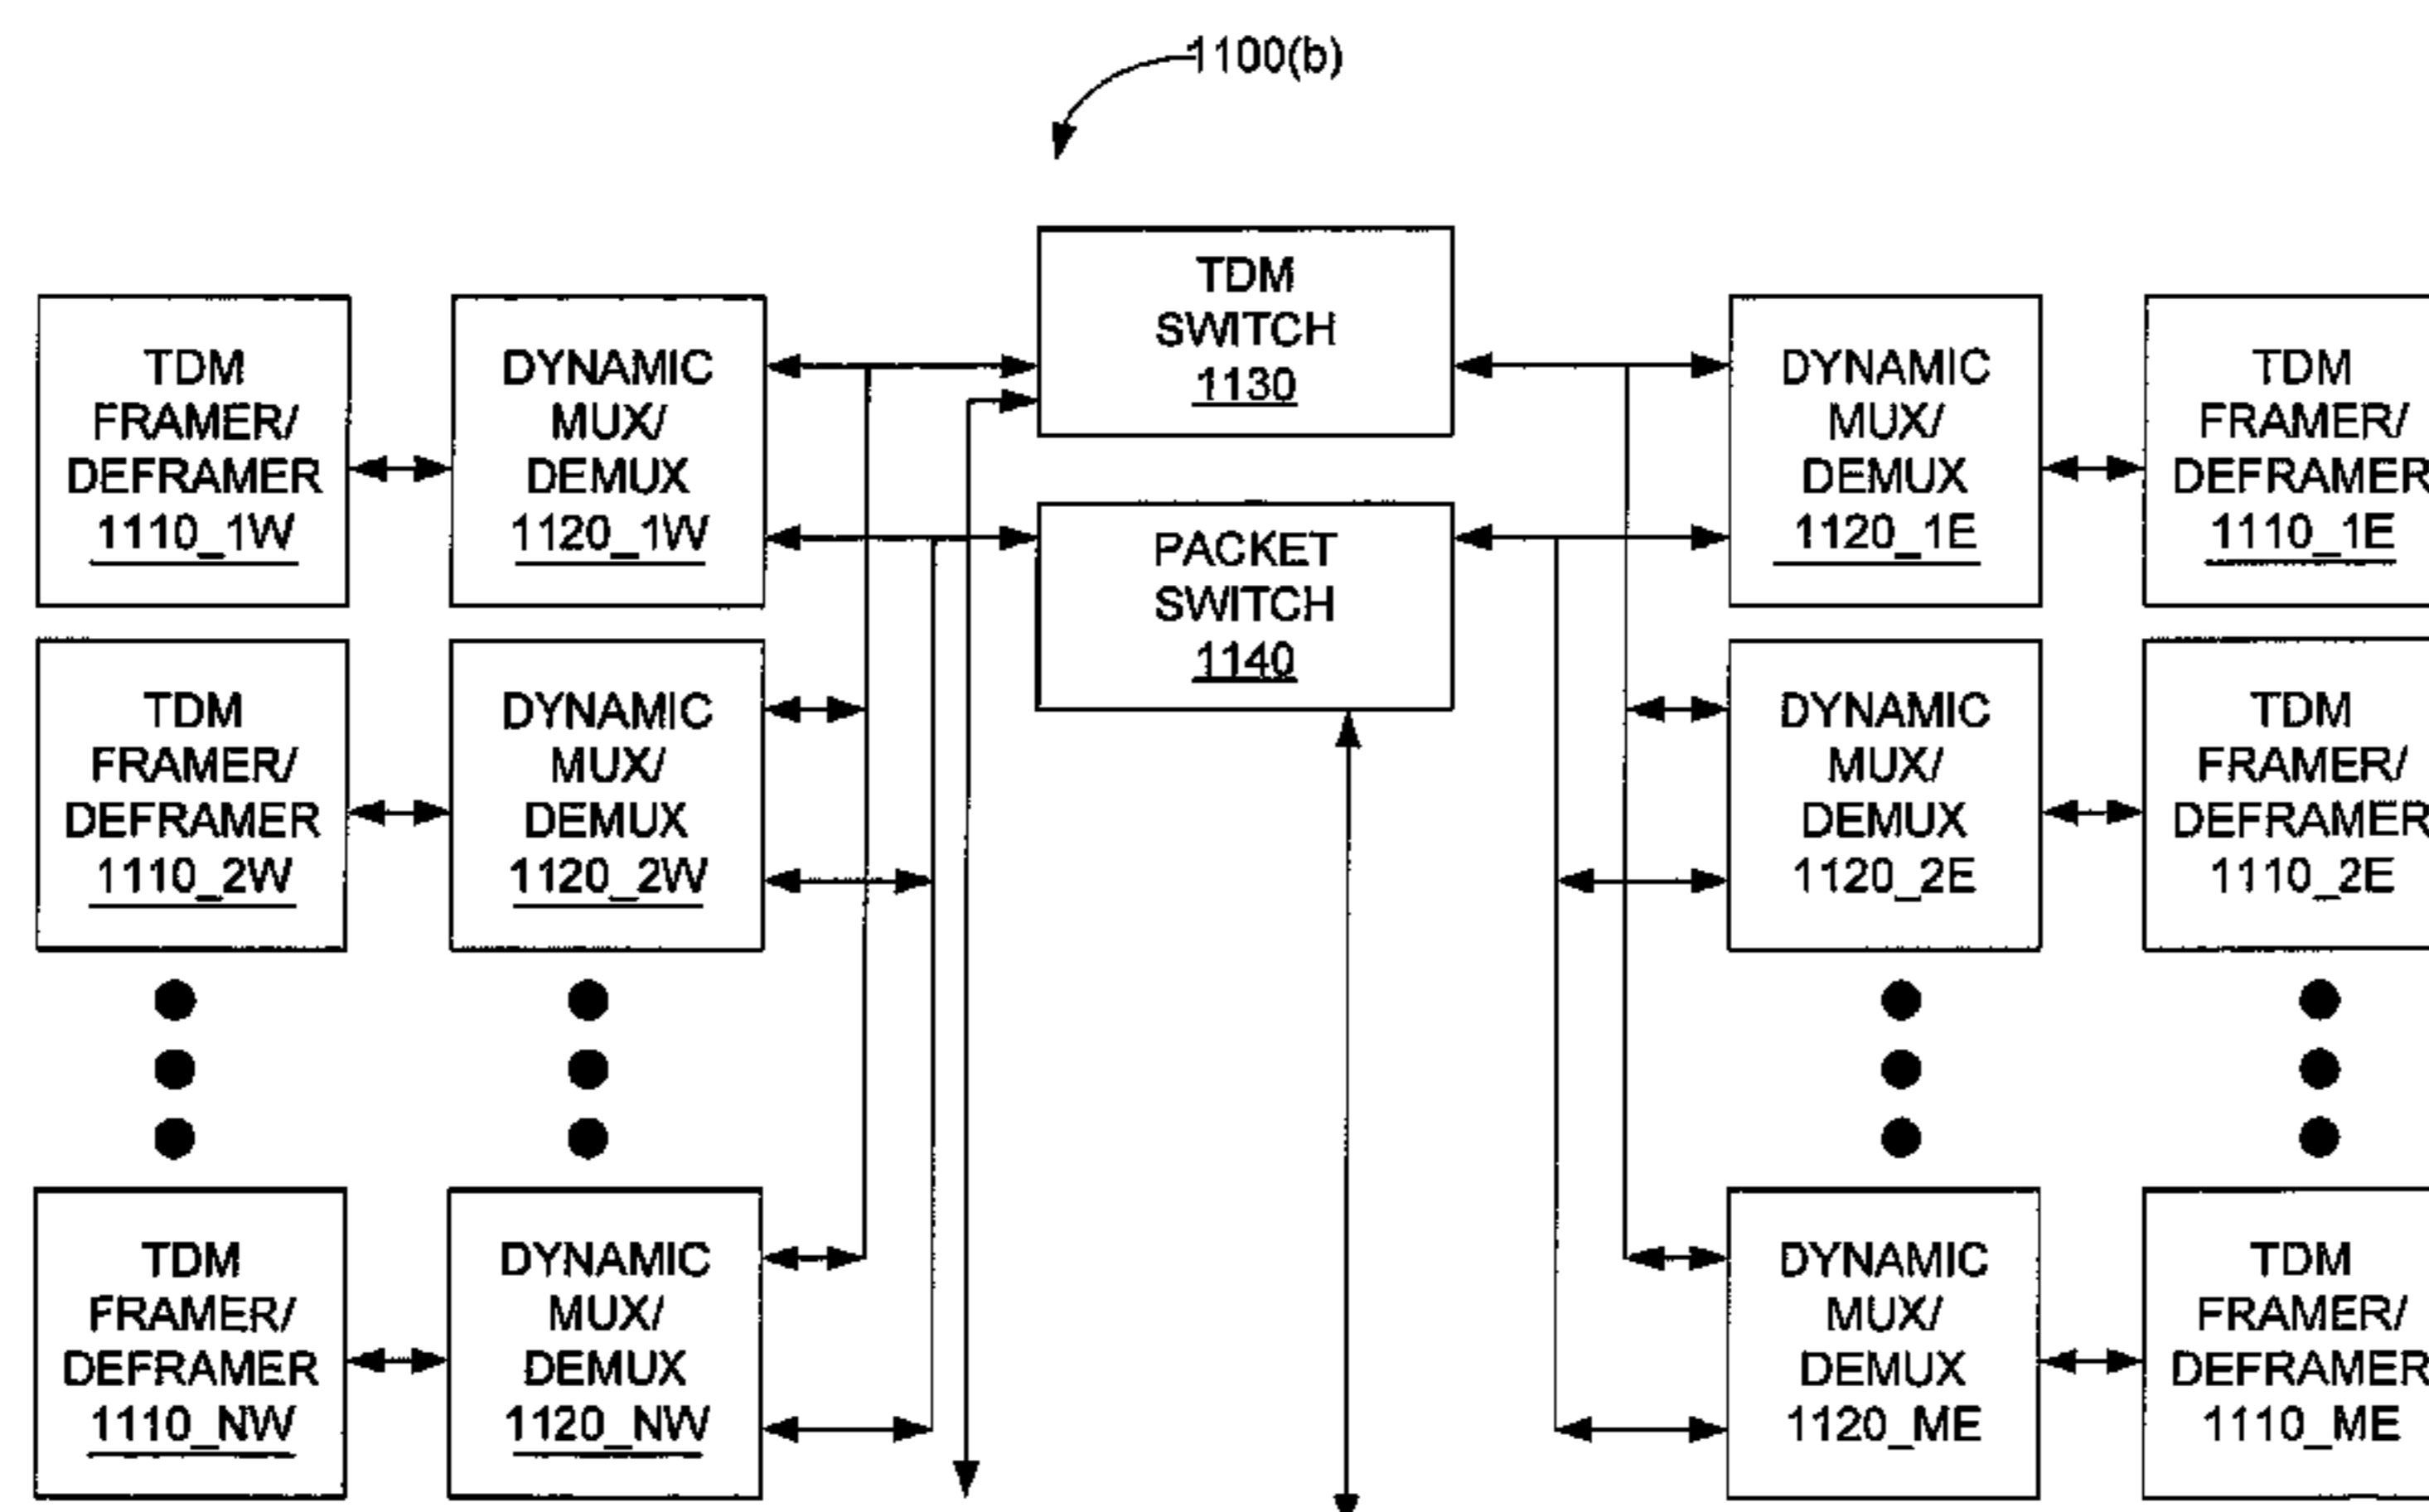 1100(b)
TDM
SWITCH
1130
PACKET
SWITCH
1140
TDM
FRAMER/
DEFRAMER
1110_1W
DYNAMIC
MUX/
DEMUX
1120_1W
DYNAMIC
MUX/
DEMUX
1120_1E
TDM
FRAMER/
DEFRAMER
1110_1E
TDM
FRAMER/
DEFRAMER
1110_2W
DYNAMIC
MUX/
DEMUX
1120_2W
DYNAMIC
MUX/
DEMUX
1120_2E
TDM
FRAMER/
DEFRAMER
1110_2E
TDM
FRAMER/
DEFRAMER
1110_NW
DYNAMIC
MUX/
DEMUX
1120_NW
DYNAMIC
MUX/
DEMUX
1120_ME
TDM
FRAMER/
DEFRAMER
1110_ME